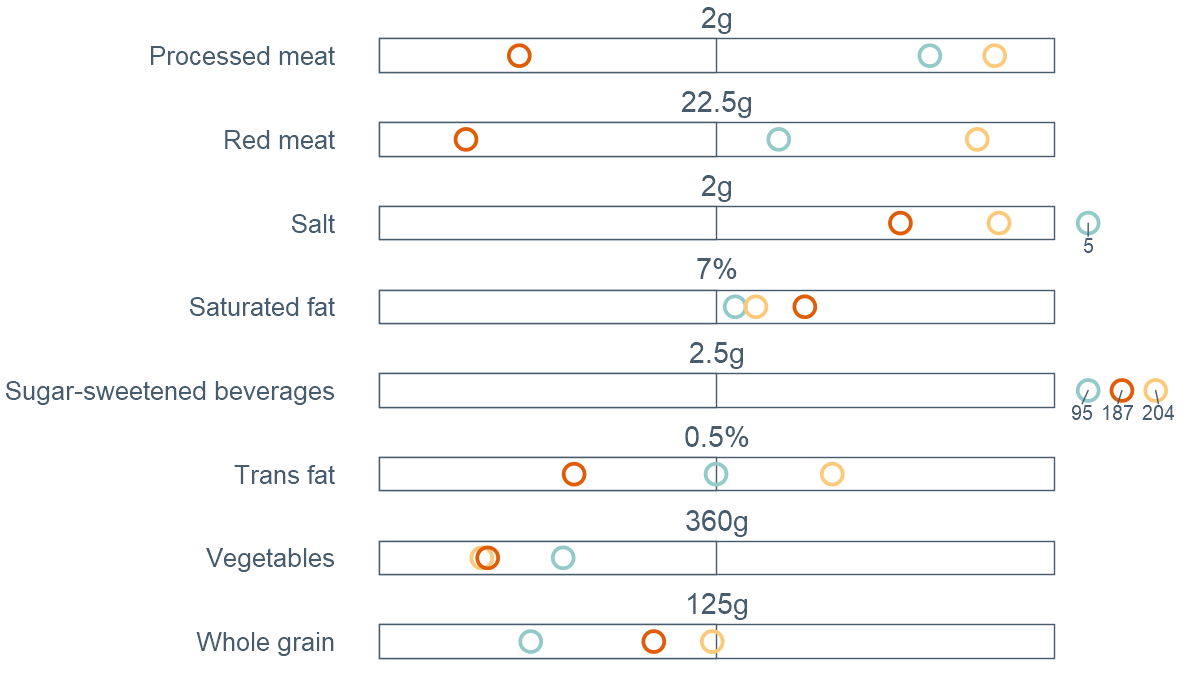 2g
Processed meat
22.5g
Red meat
2g
Salt
5
7%
Saturated fat
2.5g
Sugar-sweetened beverages
95 187 204
0.5%
Trans fat
360g
Vegetables
125g
Whole grain